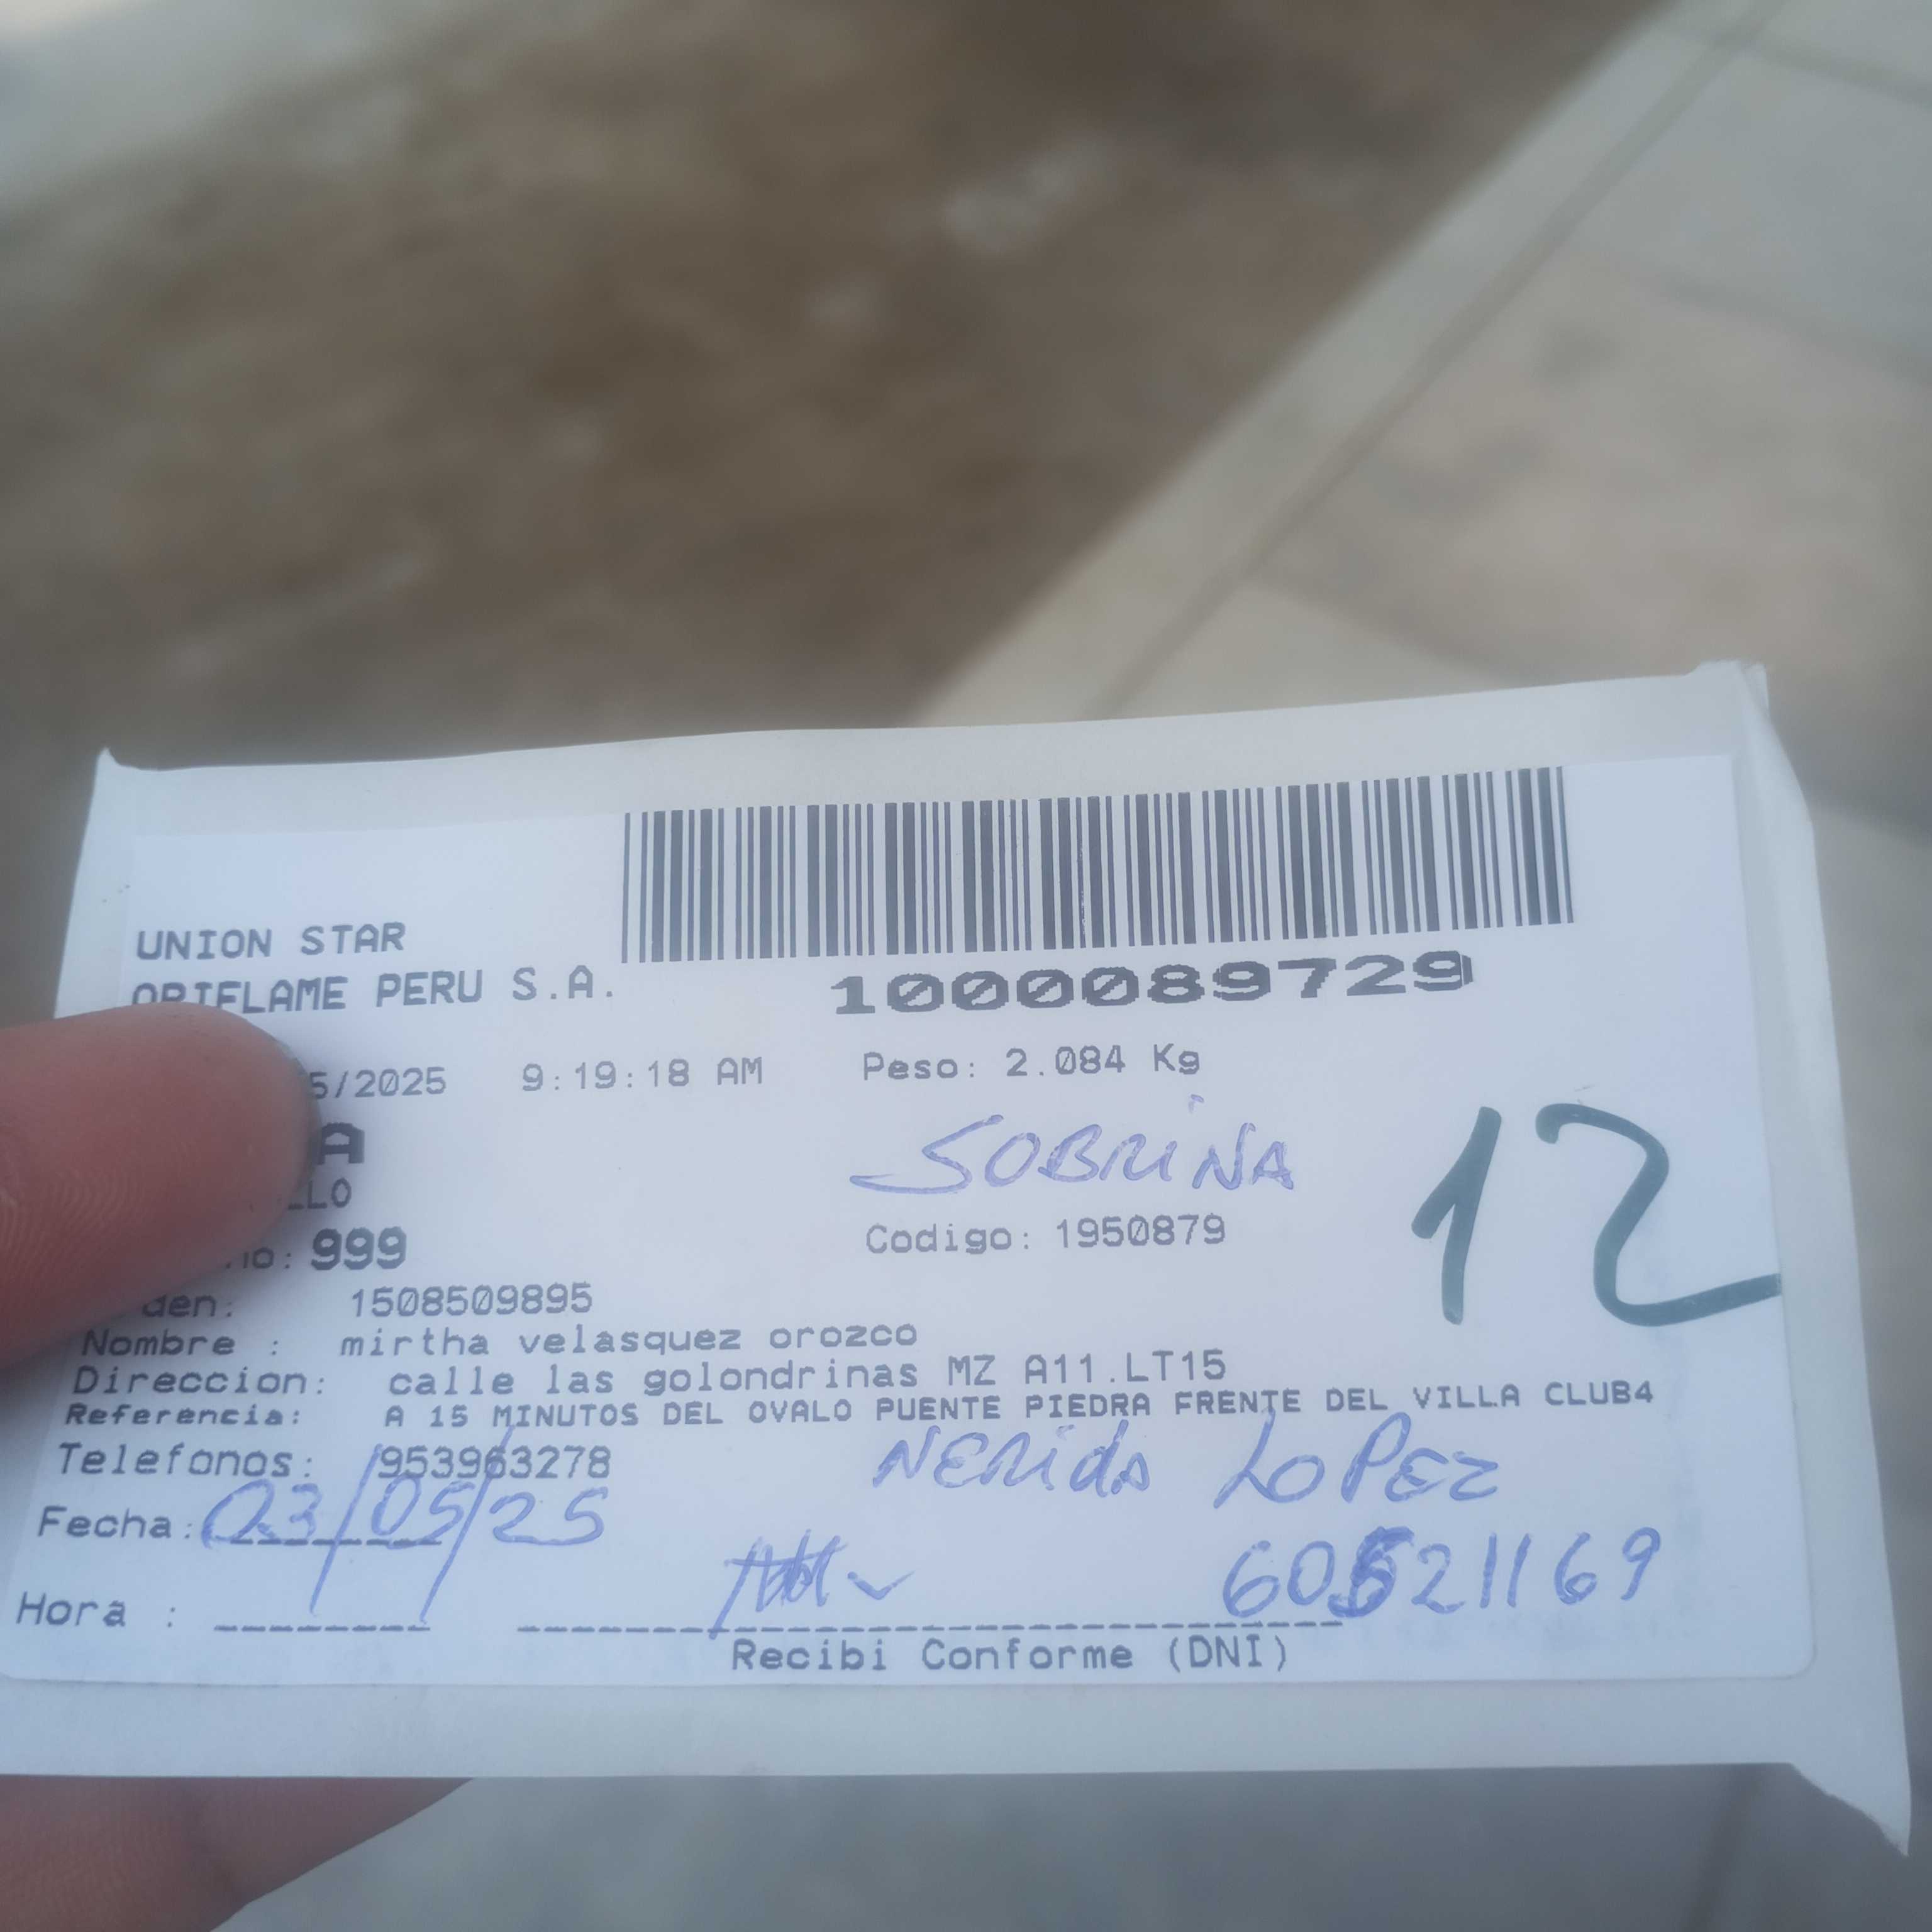 UNION STAR
ORIFLAME PERU S.A.
1000089729
5/2025 9:19:18 AM Peso: 2.084 Kg
SOBRINA
12
999
Codigo: 1950879
1508509895
Nombre : mirtha velasquez orozco
Direccion: calle las golondrinas MZ A11.LT15
Referencia: A 15 MINUTOS DEL OVALO PUENTE PIEDRA FRENTE DEL VILLA CLUB4
Telefonos: 953963278
NERIDA LOPEZ
Fecha: 03/05/25
Hora :
Recibi Conforme (DNI)